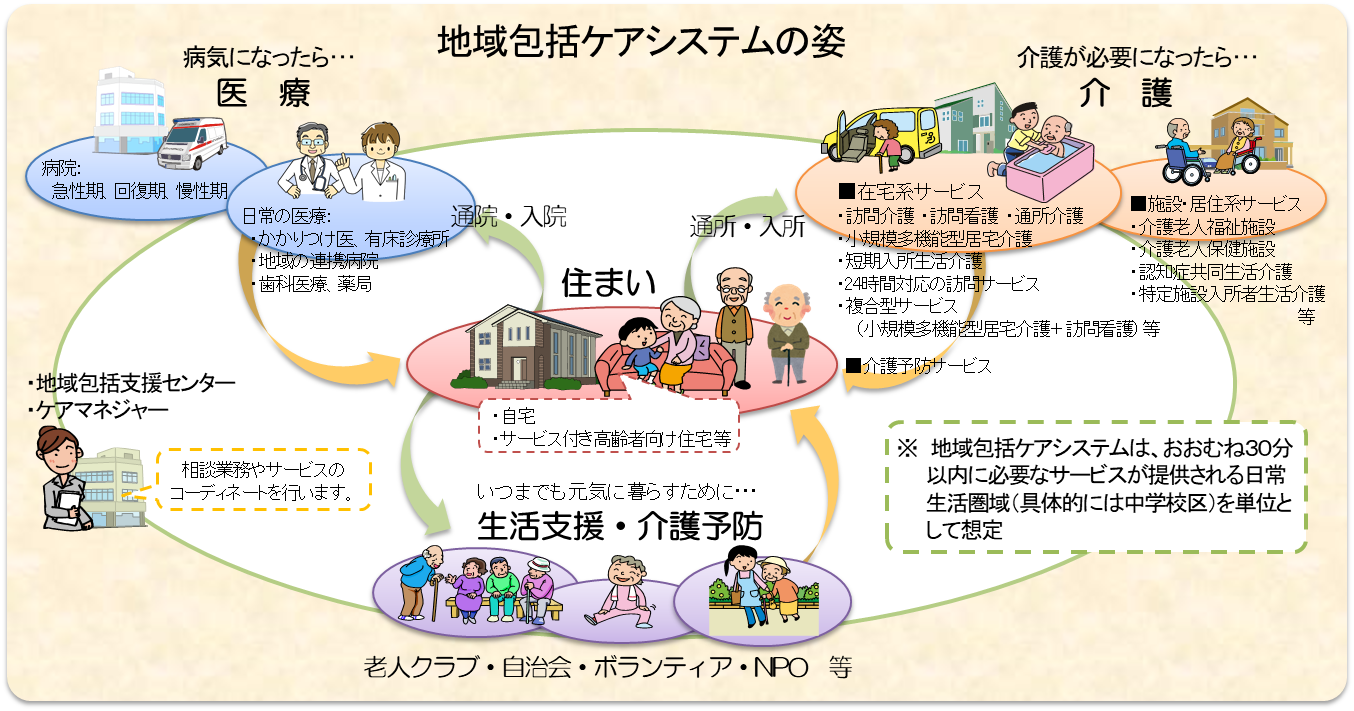 地域包括ケアシステムの姿
病気になったら…
医　療
病院:
急性期、回復期、慢性期
日常の医療:
・かかりつけ医、有床診療所
・地域の連携病院
・歯科医療、薬局
通院・入院
通所・入所
住まい
・自宅
・サービス付き高齢者向け住宅等
介護が必要になったら…
介　護
■在宅系サービス
・訪問介護 ・訪問看護 ・通所介護
・小規模多機能型居宅介護
・短期入所生活介護
・24時間対応の訪問サービス
・複合型サービス
（小規模多機能型居宅介護＋訪問看護）等
■介護予防サービス
■施設・居住系サービス
・介護老人福祉施設
・介護老人保健施設
・認知症共同生活介護
・特定施設入所者生活介護
等
・地域包括支援センター
・ケアマネジャー
相談業務やサービスの
コーディネートを行います。
いつまでも元気に暮らすために…
生活支援・介護予防
老人クラブ・自治会・ボランティア・NPO　等
※　地域包括ケアシステムは、おおむね30分
以内に必要なサービスが提供される日常
生活圏域（具体的には中学校区）を単位と
して想定